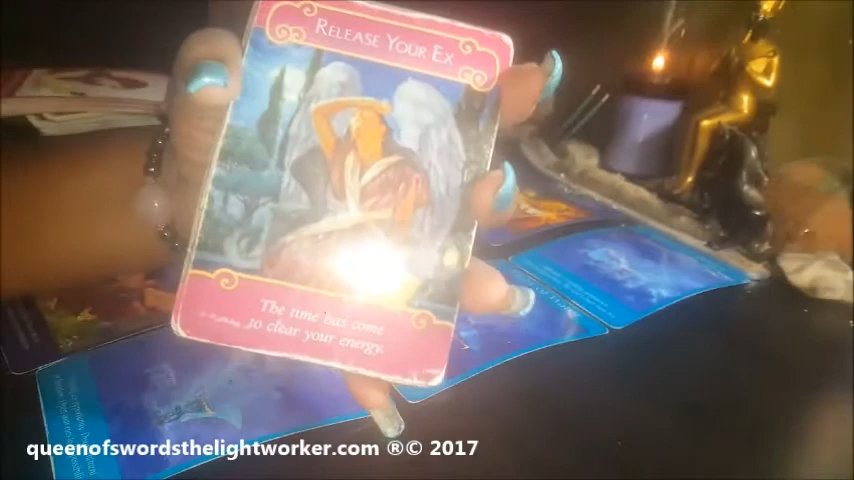 RELEASE YOUR EX
The time has come
to clear your energy.
queenofswordsthelightworker.com ®© 2017